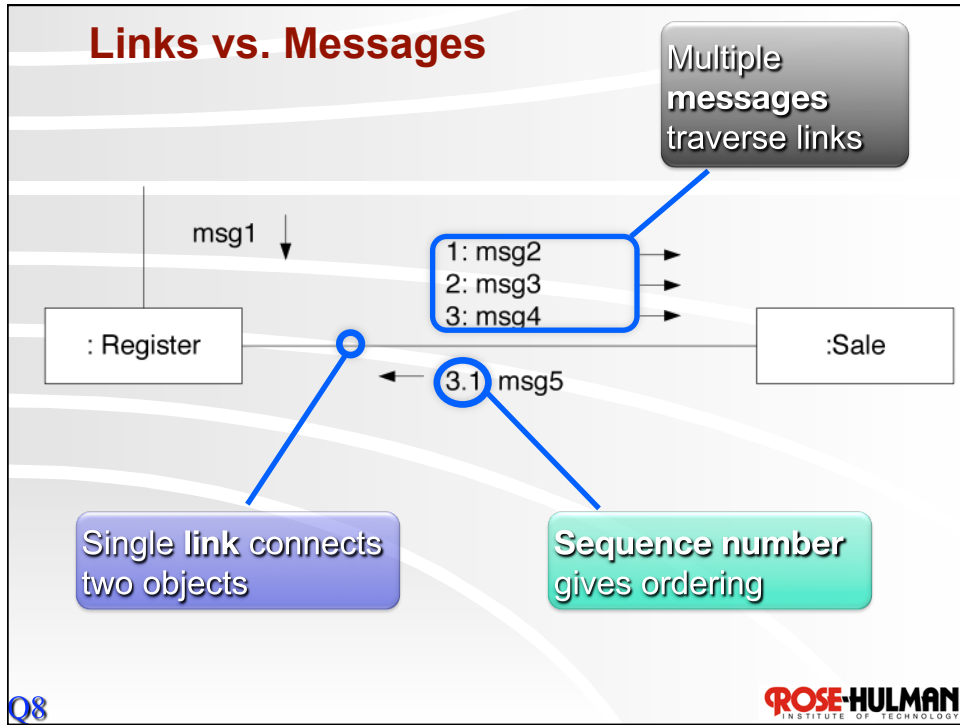 Links vs. Messages
Multiple
messages
traverse links
msg1
1: msg2
2: msg3
3: msg4
: Register
:Sale
3.1 msg5
Single link connects
two objects
Sequence number
gives ordering
Q8
ROSE-HULMAN
INSTITUTE OF TECHNOLOGY